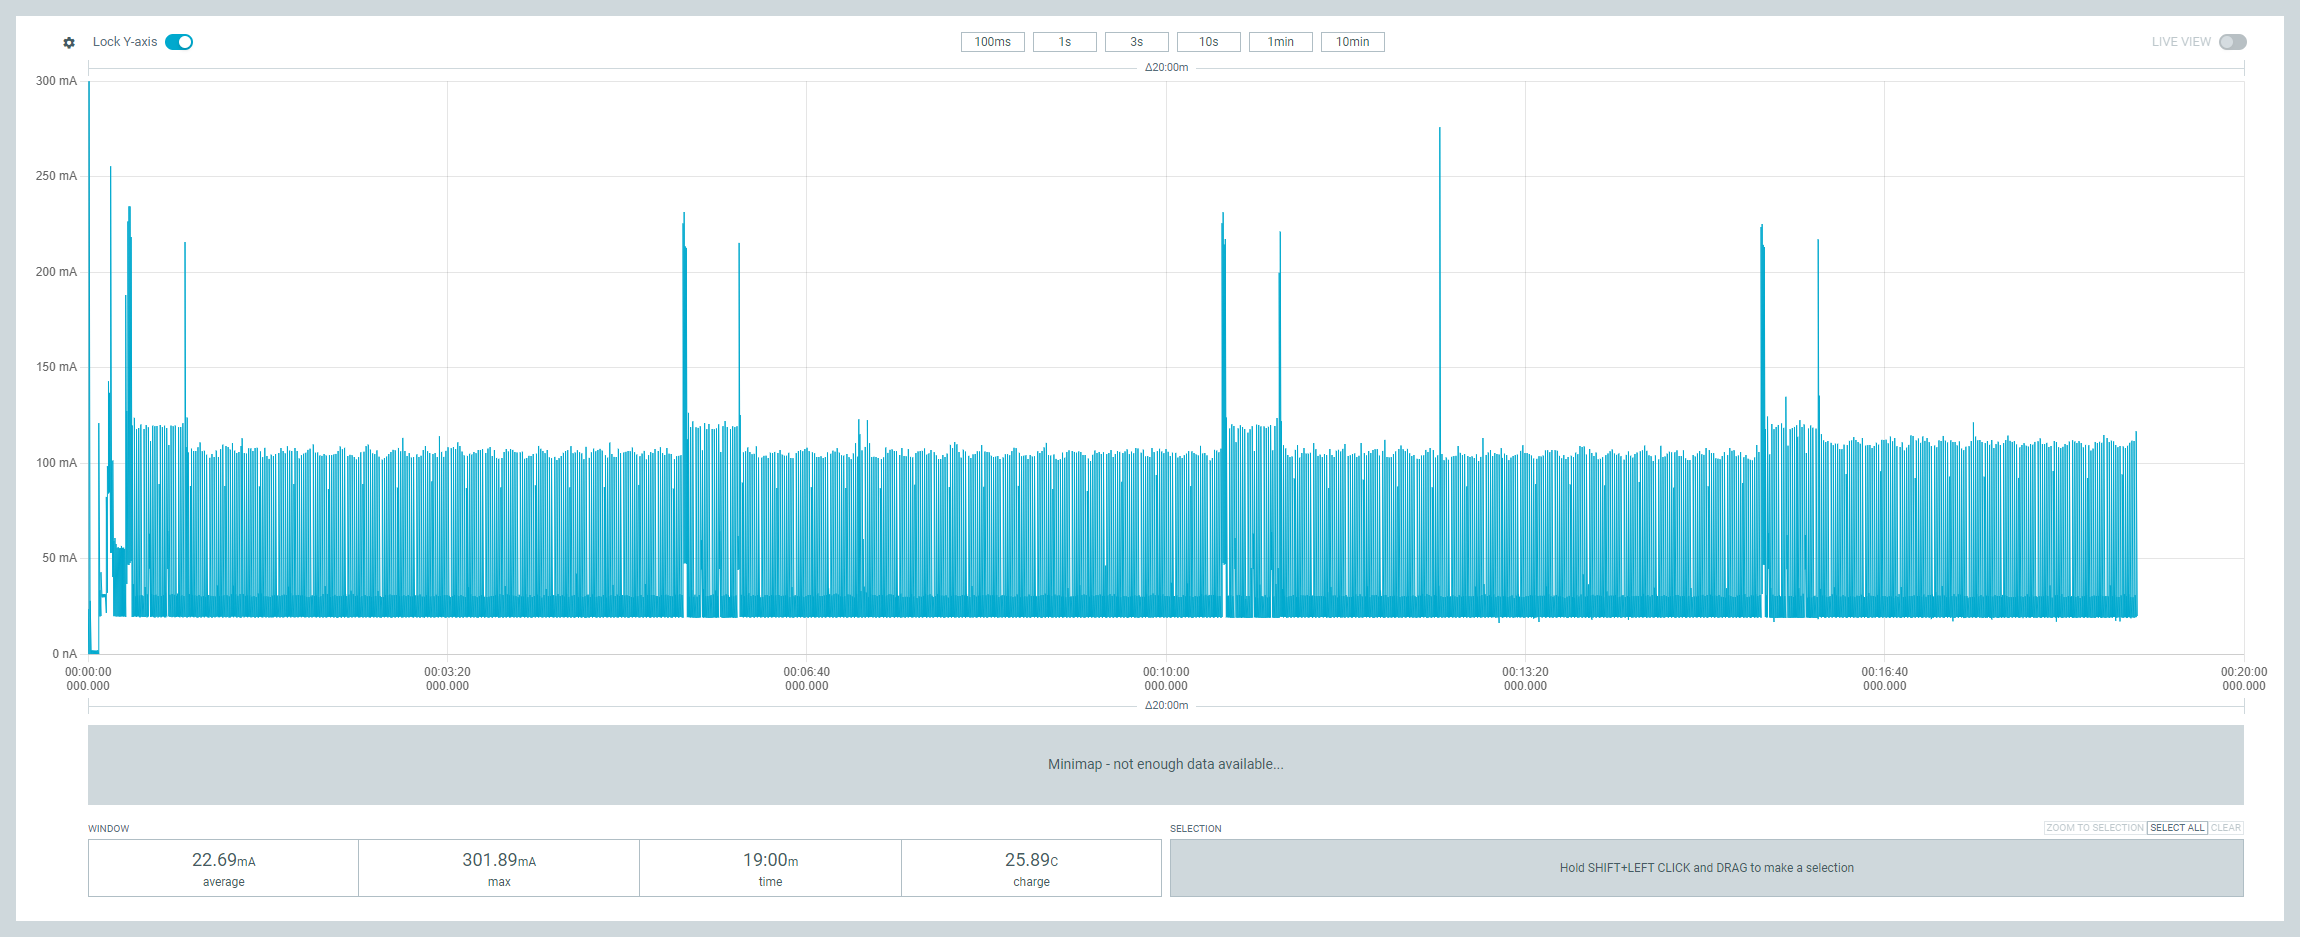 Lock Y-axis
100ms 1s 3s 10s 1min 10min
LIVE VIEW
Δ20:00m
300 mA
250 mA
200 mA
150 mA
100 mA
50 mA
0 nA
00:00:00 00:03:20 00:06:40 00:10:00 00:13:20 00:16:40 00:20:00
000.000 000.000 000.000 000.000 000.000 000.000 000.000
Δ20:00m
Minimap - not enough data available...
WINDOW
22.69mA 301.89mA 19:00m 25.89C
average max time charge
SELECTION
ZOOM TO SELECTION SELECT ALL CLEAR
Hold SHIFT+LEFT CLICK and DRAG to make a selection